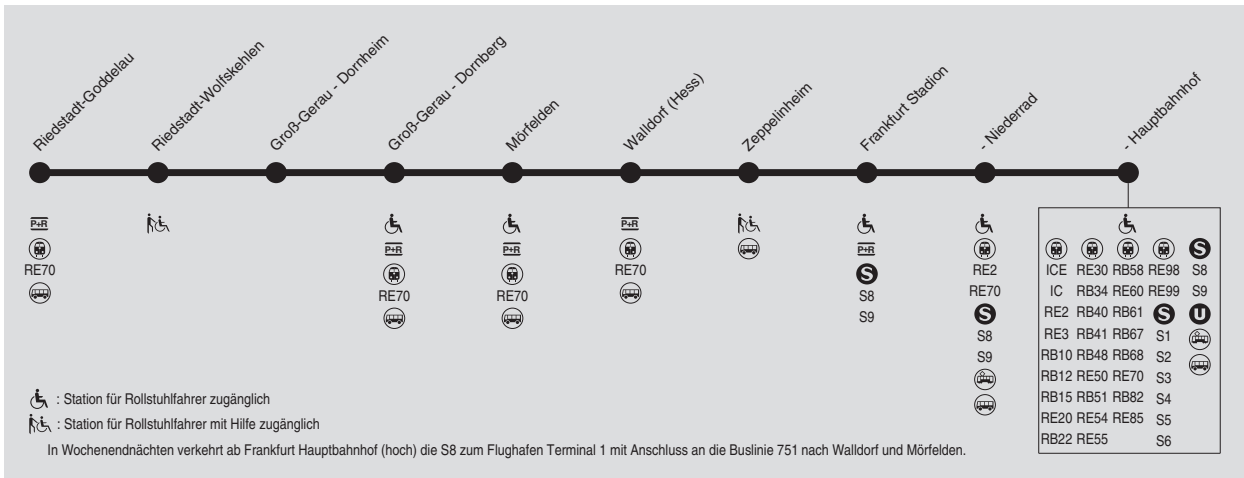 Riedstadt-Goddelau
Riedstadt-Wolfskehlen
Groß-Gerau - Dornheim
Groß-Gerau - Dornberg
Mörfelden
Walldorf (Hess)
Zeppelinheim
Frankfurt Stadion
- Niederrad
- Hauptbahnhof
P+R
RE70
P+R
RE70
P+R
RE70
P+R
RE70
P+R
S
S8
S9
RE2
RE70
S
S8
S9
S
ICE RE30 RB58 RE98 S8
IC RB34 RE60 RE99 S9
RE2 RB40 RB61 S U
RE3 RB41 RB67 S1
RB10 RB48 RB68 S2
RB12 RE50 RE70 S3
RB15 RB51 RB82 S4
RE20 RE54 RE85 S5
RB22 RE55 S6
: Station für Rollstuhlfahrer zugänglich
: Station für Rollstuhlfahrer mit Hilfe zugänglich
In Wochenendnächten verkehrt ab Frankfurt Hauptbahnhof (hoch) die S8 zum Flughafen Terminal 1 mit Anschluss an die Buslinie 751 nach Walldorf und Mörfelden.